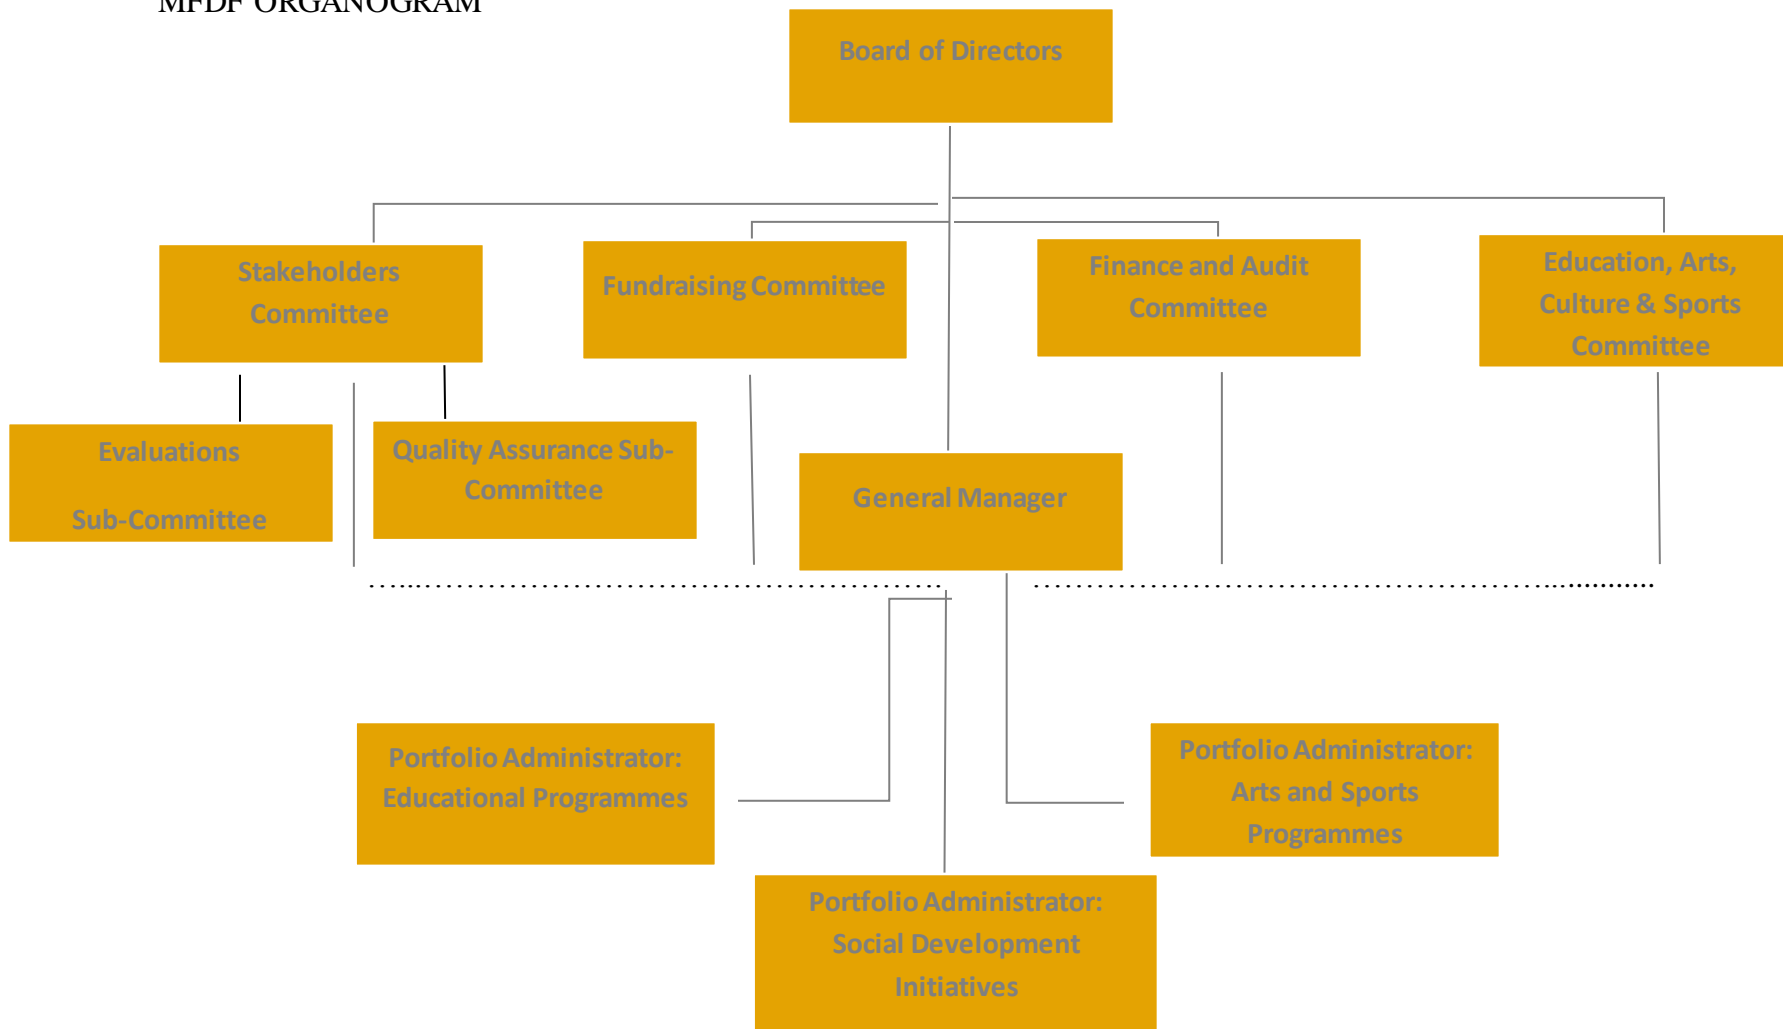 MFDF ORGANOGRAM
Board of Directors
Stakeholders
Committee
Fundraising Committee
Finance and Audit
Committee
Education, Arts,
Culture & Sports
Committee
Evaluations
Sub-Committee
Quality Assurance Sub-
Committee
General Manager
Portfolio Administrator:
Educational Programmes
Portfolio Administrator:
Arts and Sports
Programmes
Portfolio Administrator:
Social Development
Initiatives